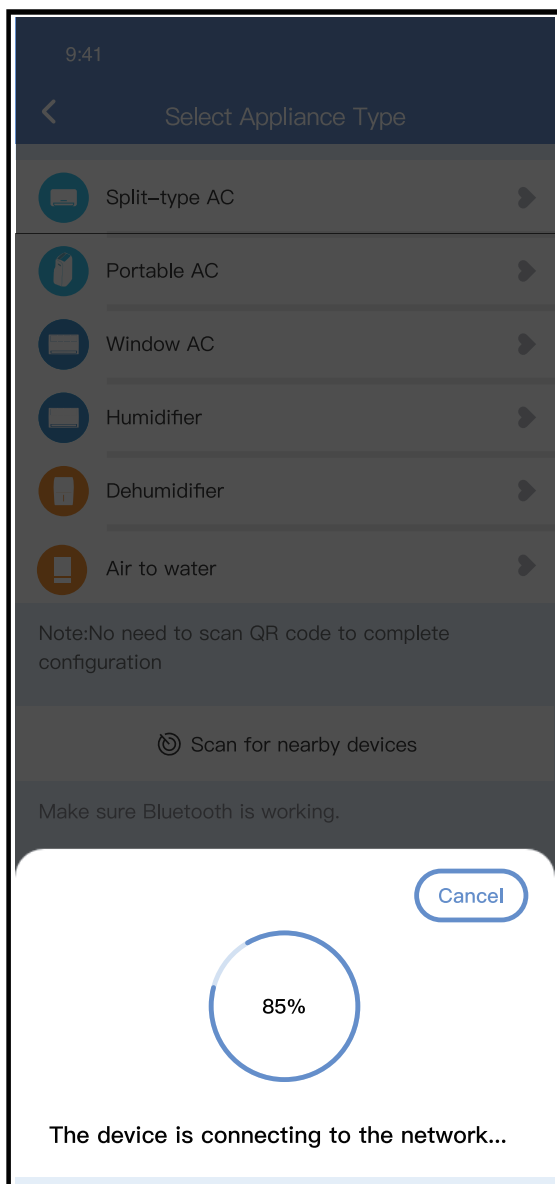 9:41
Select Appliance Type
Split-type AC
Portable AC
Window AC
Humidifier
Dehumidifier
Air to water
Note:No need to scan QR code to complete
configuration
Scan for nearby devices
Make sure Bluetooth is working.
Cancel
85%
The device is connecting to the network...